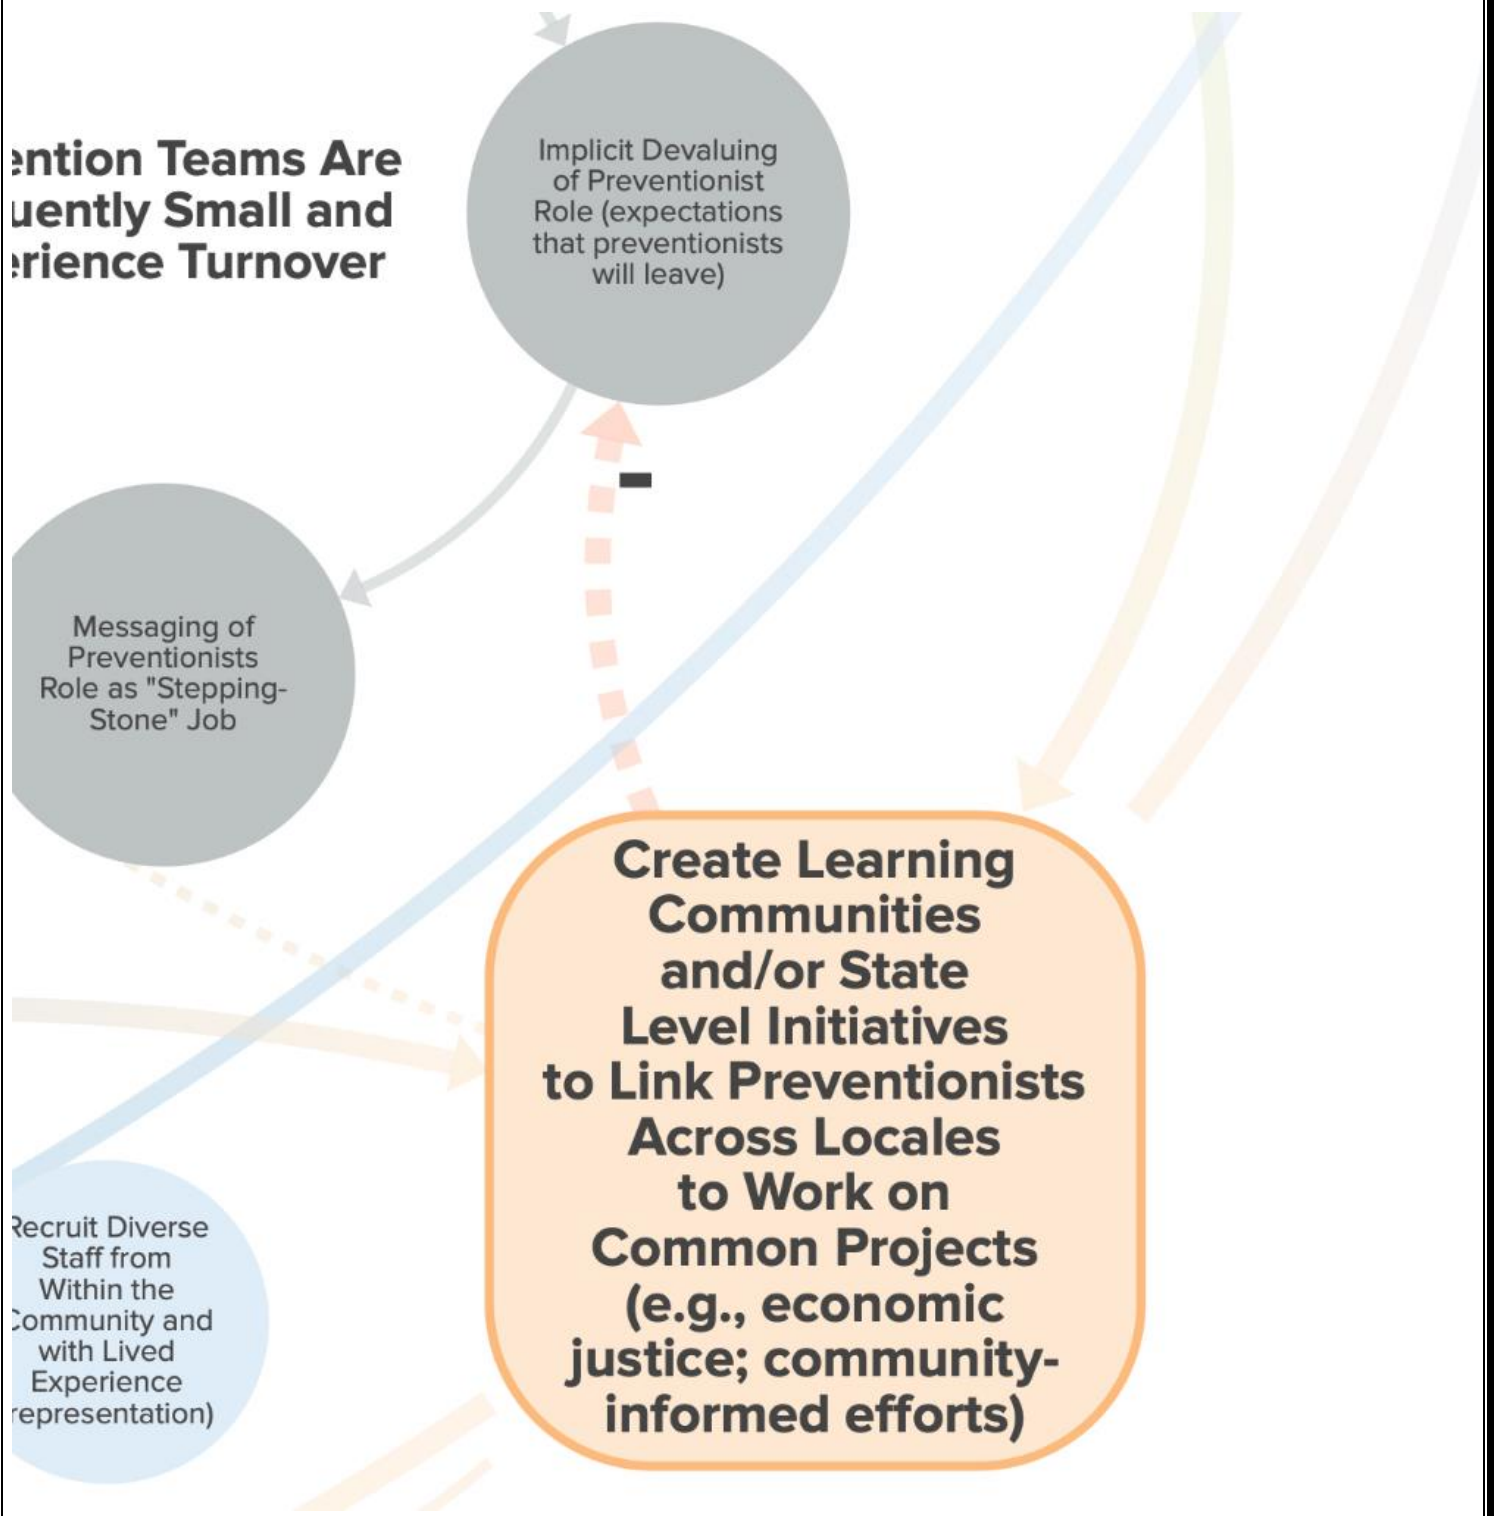 ention Teams Are
uently Small and
erience Turnover
Implicit Devaluing
of Preventionist
Role (expectations
that preventionists
will leave)
-
Messaging of
Preventionists
Role as "Stepping-
Stone" Job
Create Learning
Communities
and/or State
Level Initiatives
to Link Preventionists
Across Locales
to Work on
Common Projects
(e.g., economic
justice; community-
informed efforts)
Recruit Diverse
Staff from
Within the
Community and
with Lived
Experience
representation)